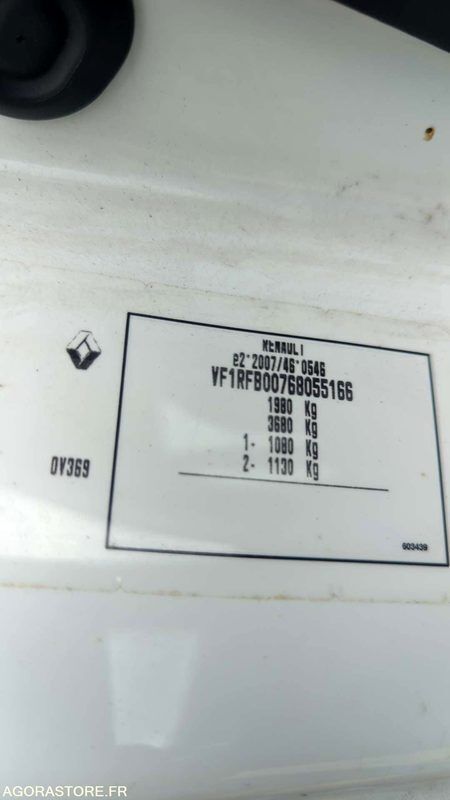 RENAULT
e2*2007/46*0546
VF1RFB00768055166
1980 Kg
3680 Kg
1- 1080 Kg
2- 1130 Kg
0V369
603439
AGORASTORE.FR